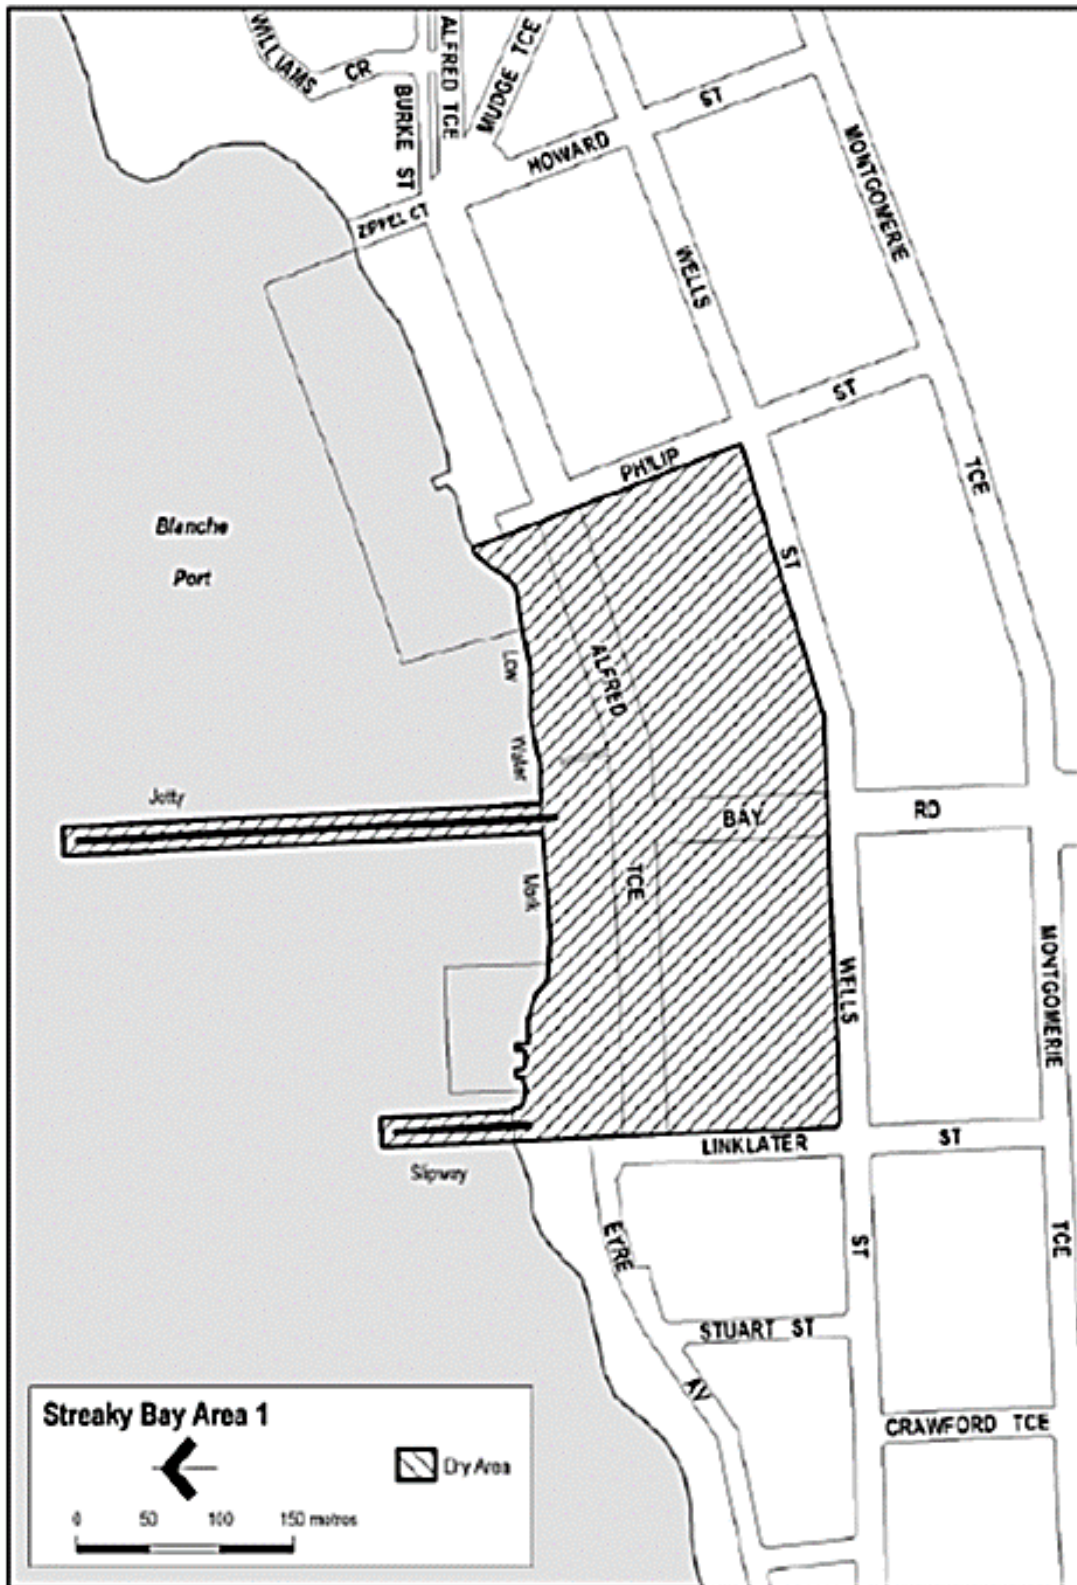 WILLIAMS CR
BURKE ST
ALFRED TCE
MUDGE TCE
HOWARD ST
ZIPPEL CT
WELLS ST
MONTGOMERIE TCE
PHILIP ST
Blanche
Port
ALFRED TCE
Low Water Mark
Jetty
BAY RD
WELLS ST
MONTGOMERIE TCE
LINKLATER ST
Slipway
EYRE AV
STUART ST
CRAWFORD TCE
Streaky Bay Area 1
Dry Area
0 50 100 150 metres